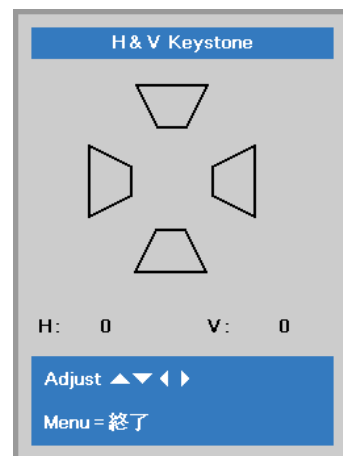 H & V Keystone
H: 0 V: 0
Adjust ▲▼◀▶
Menu = 終了